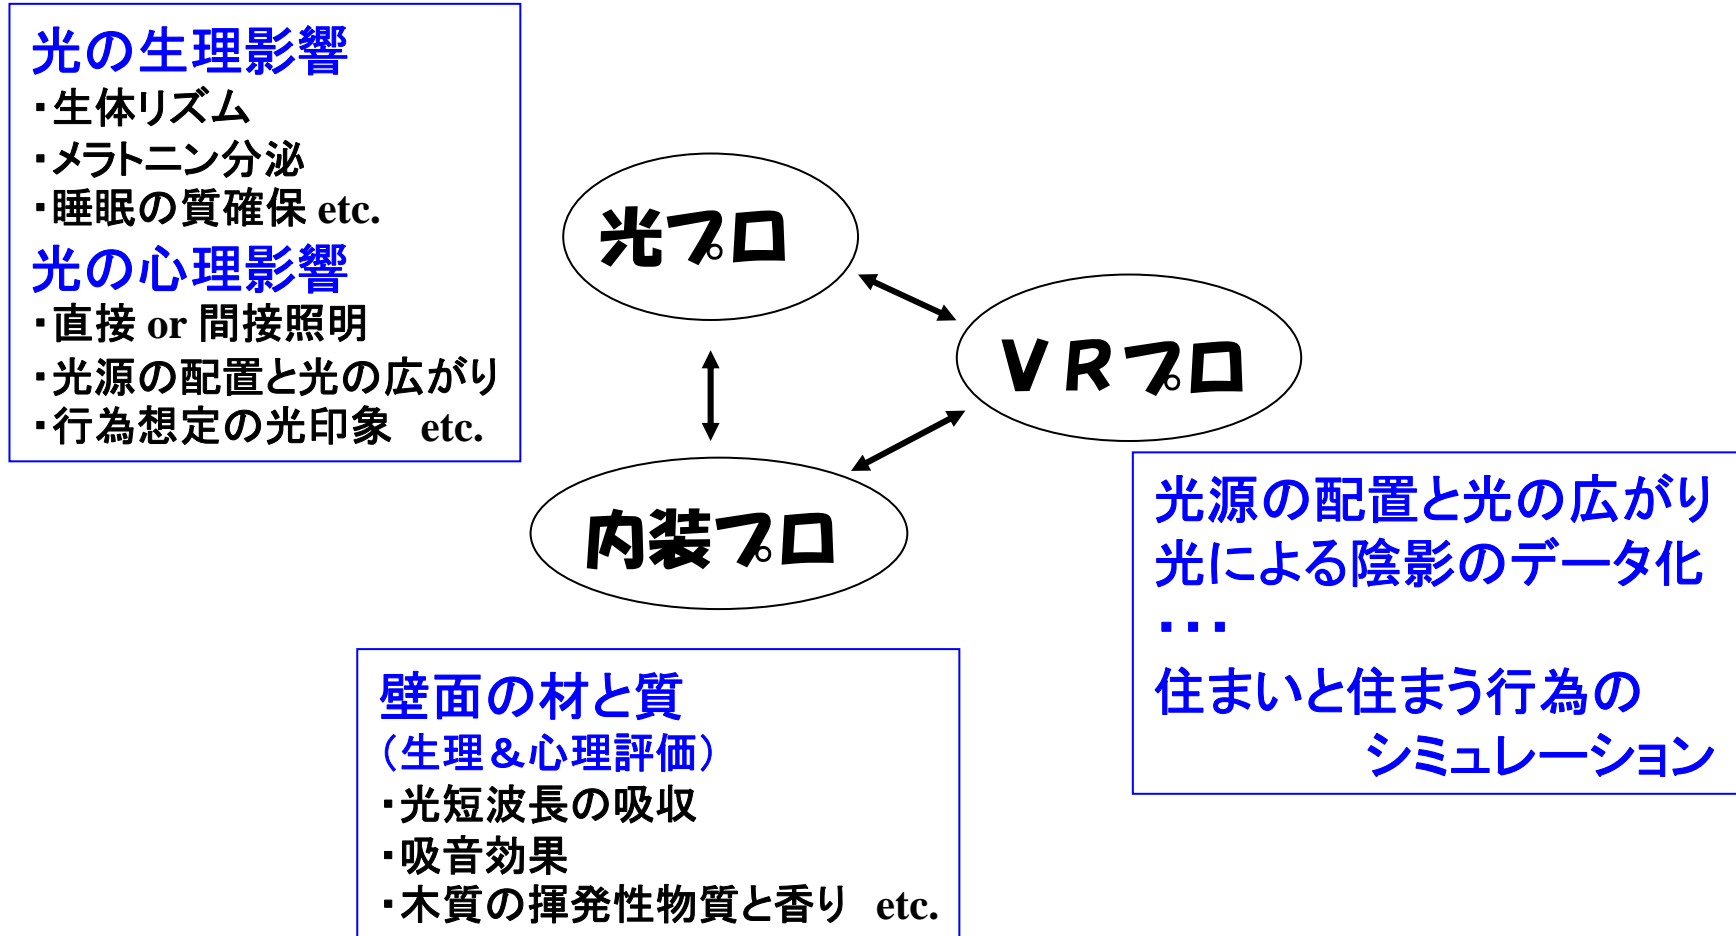 光の生理影響
・生体リズム
・メラトニン分泌
・睡眠の質確保 etc.
光の心理影響
・直接 or 間接照明
・光源の配置と光の広がり
・行為想定の光印象　etc.
光プロ
ＶＲプロ
内装プロ
壁面の材と質
（生理＆心理評価）
・光短波長の吸収
・吸音効果
・木質の揮発性物質と香り　etc.
光源の配置と光の広がり
光による陰影のデータ化
・・・
住まいと住まう行為の
シミュレーション